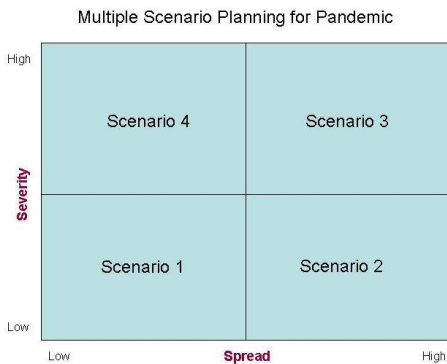 Multiple Scenario Planning for Pandemic
High
Scenario 4
Scenario 3
Severity
Scenario 1
Scenario 2
Low
Low
Spread
High